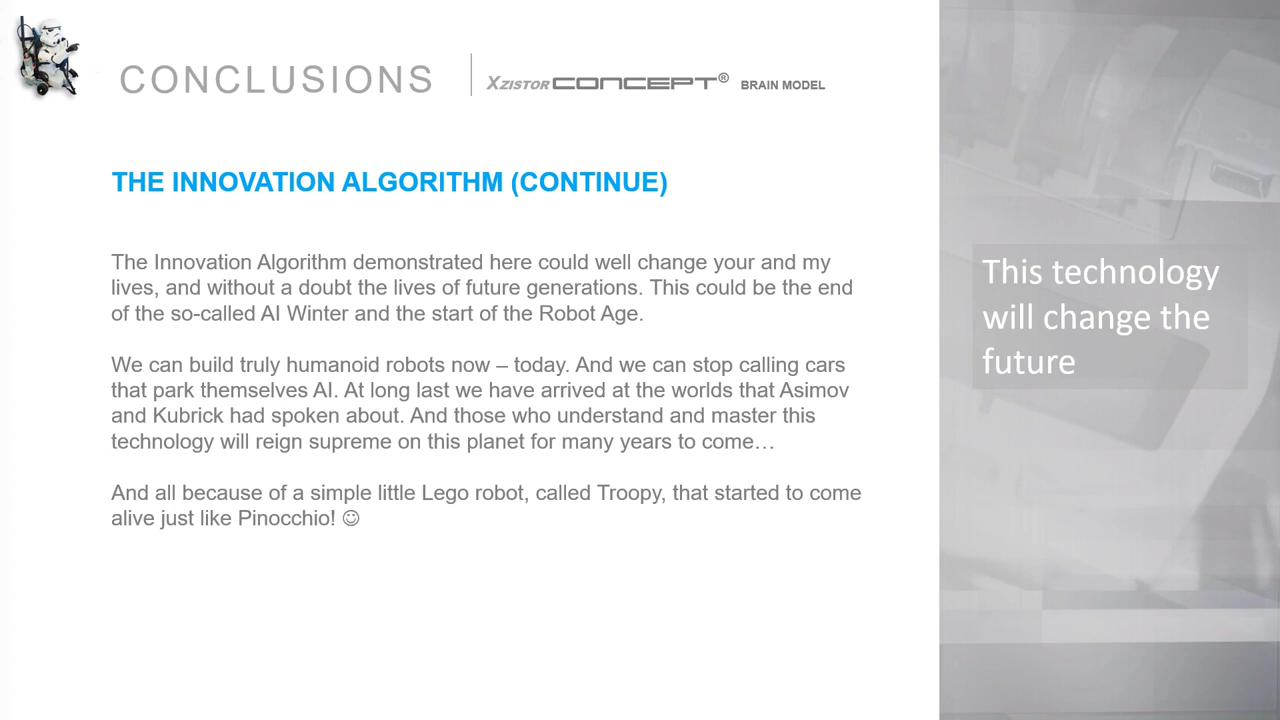 CONCLUSIONS
XZISTOR CONCEPT® BRAIN MODEL
THE INNOVATION ALGORITHM (CONTINUE)
The Innovation Algorithm demonstrated here could well change your and my
lives, and without a doubt the lives of future generations. This could be the end
of the so-called AI Winter and the start of the Robot Age.
We can build truly humanoid robots now – today. And we can stop calling cars
that park themselves AI. At long last we have arrived at the worlds that Asimov
and Kubrick had spoken about. And those who understand and master this
technology will reign supreme on this planet for many years to come…
And all because of a simple little Lego robot, called Troopy, that started to come
alive just like Pinocchio! ☺
This technology
will change the
future